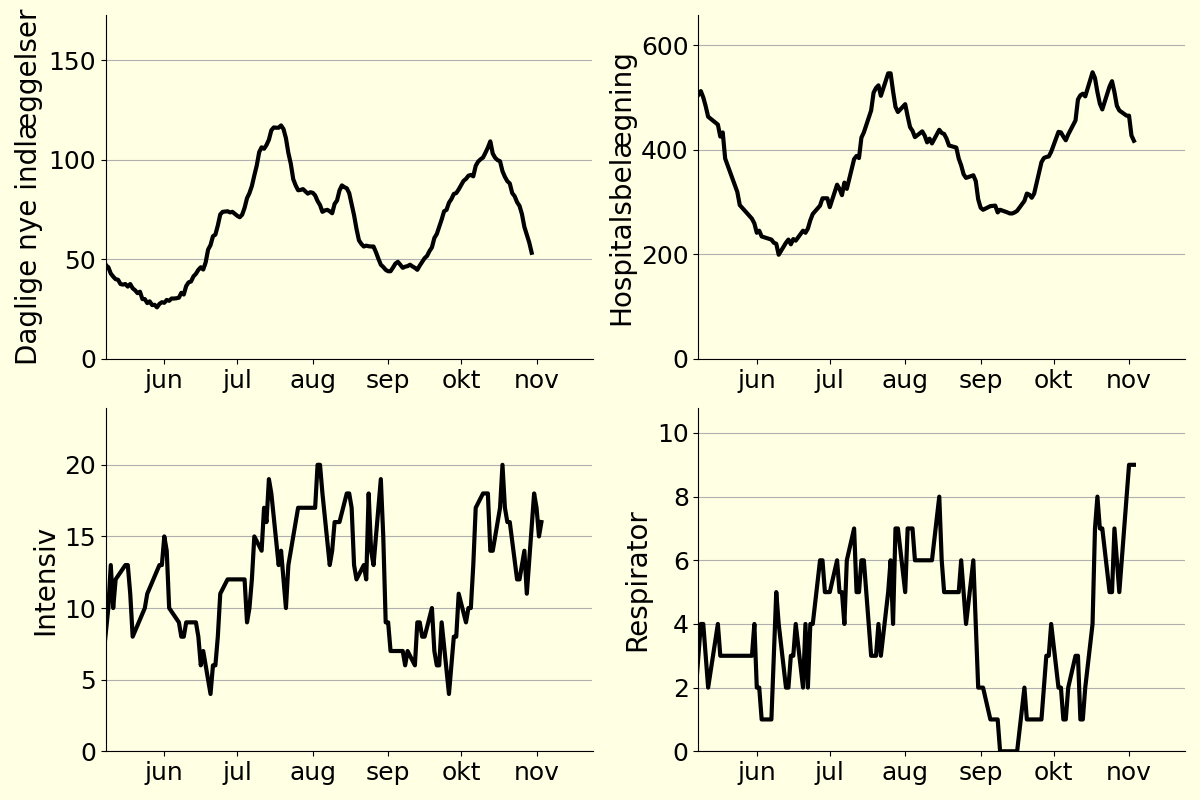 Daglige nye indlæggelser
150
100
50
0
jun jul aug sep okt nov
Hospitalsbelægning
600
400
200
0
jun jul aug sep okt nov
Intensiv
20
15
10
5
0
jun jul aug sep okt nov
Respirator
10
8
6
4
2
0
jun jul aug sep okt nov